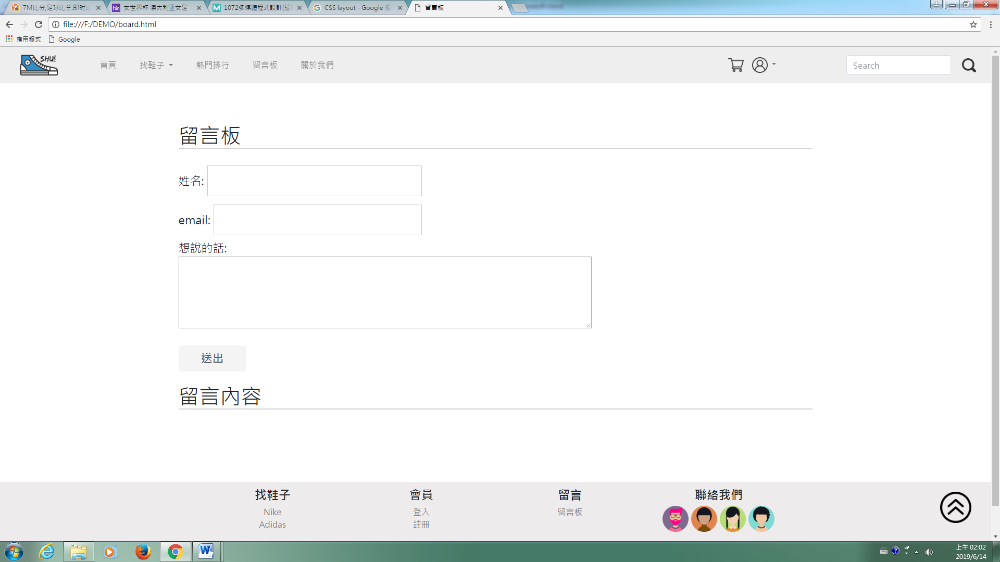 7M比分,足球比分,即时比
女世界杯 澳大利亚女足 -
1072多媒體程式設計(遠
CSS layout - Google 搜尋
留言板
file:///F:/DEMO/board.html
應用程式
Google
SHU!
首頁
找鞋子
熱門排行
留言板
關於我們
Search
留言板
姓名:
email:
想說的話:
送出
留言內容
找鞋子
Nike
Adidas
會員
登入
註冊
留言
留言板
聯絡我們
上午 02:02
2019/6/14